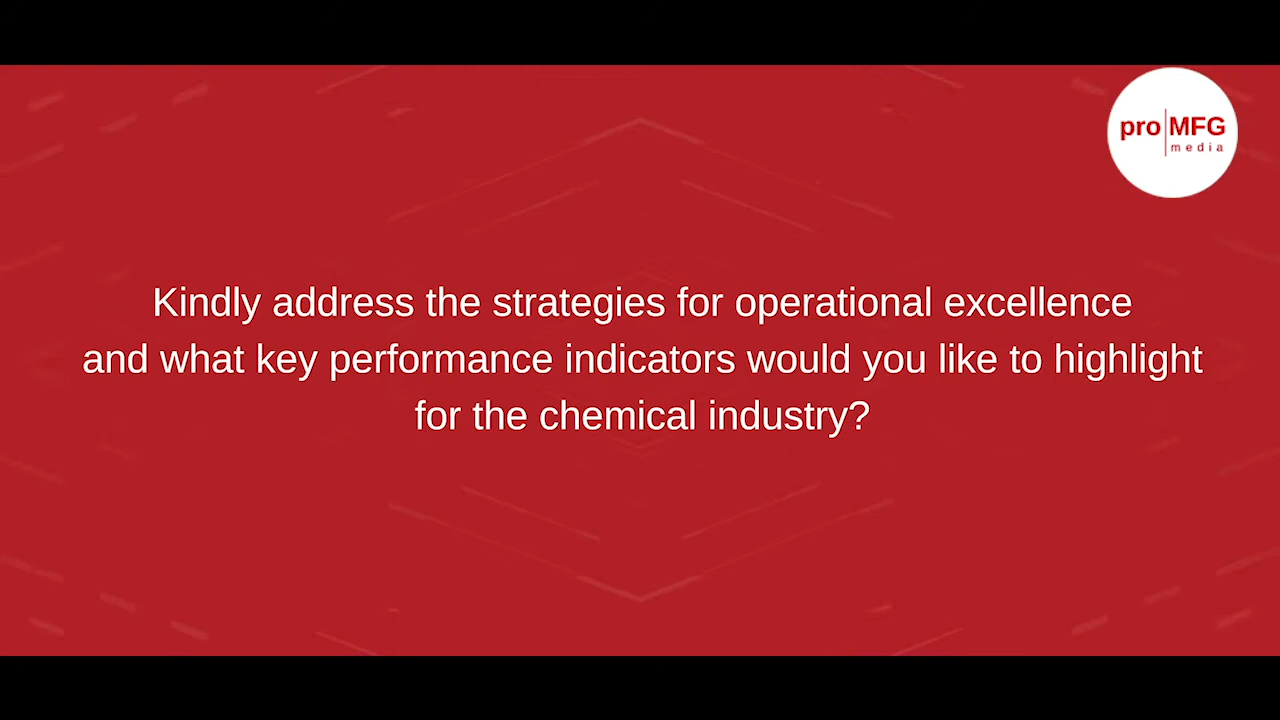 pro MFG
media
Kindly address the strategies for operational excellence
and what key performance indicators would you like to highlight
for the chemical industry?